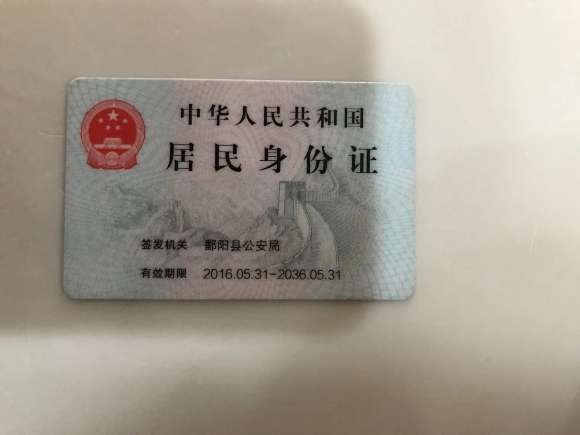 中华人民共和国
居民身份证
签发机关 鄱阳县公安局
有效期限 2016.05.31-2036.05.31